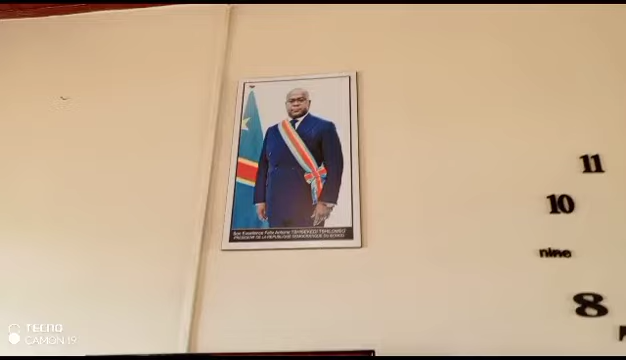 Son Excellence Félix Antoine TSHISEKEDI TSHILOMBO
PRESIDENT DE LA REPUBLIQUE DEMOCRATIQUE DU CONGO
11
10
nine
8
TECNO
CAMON 19